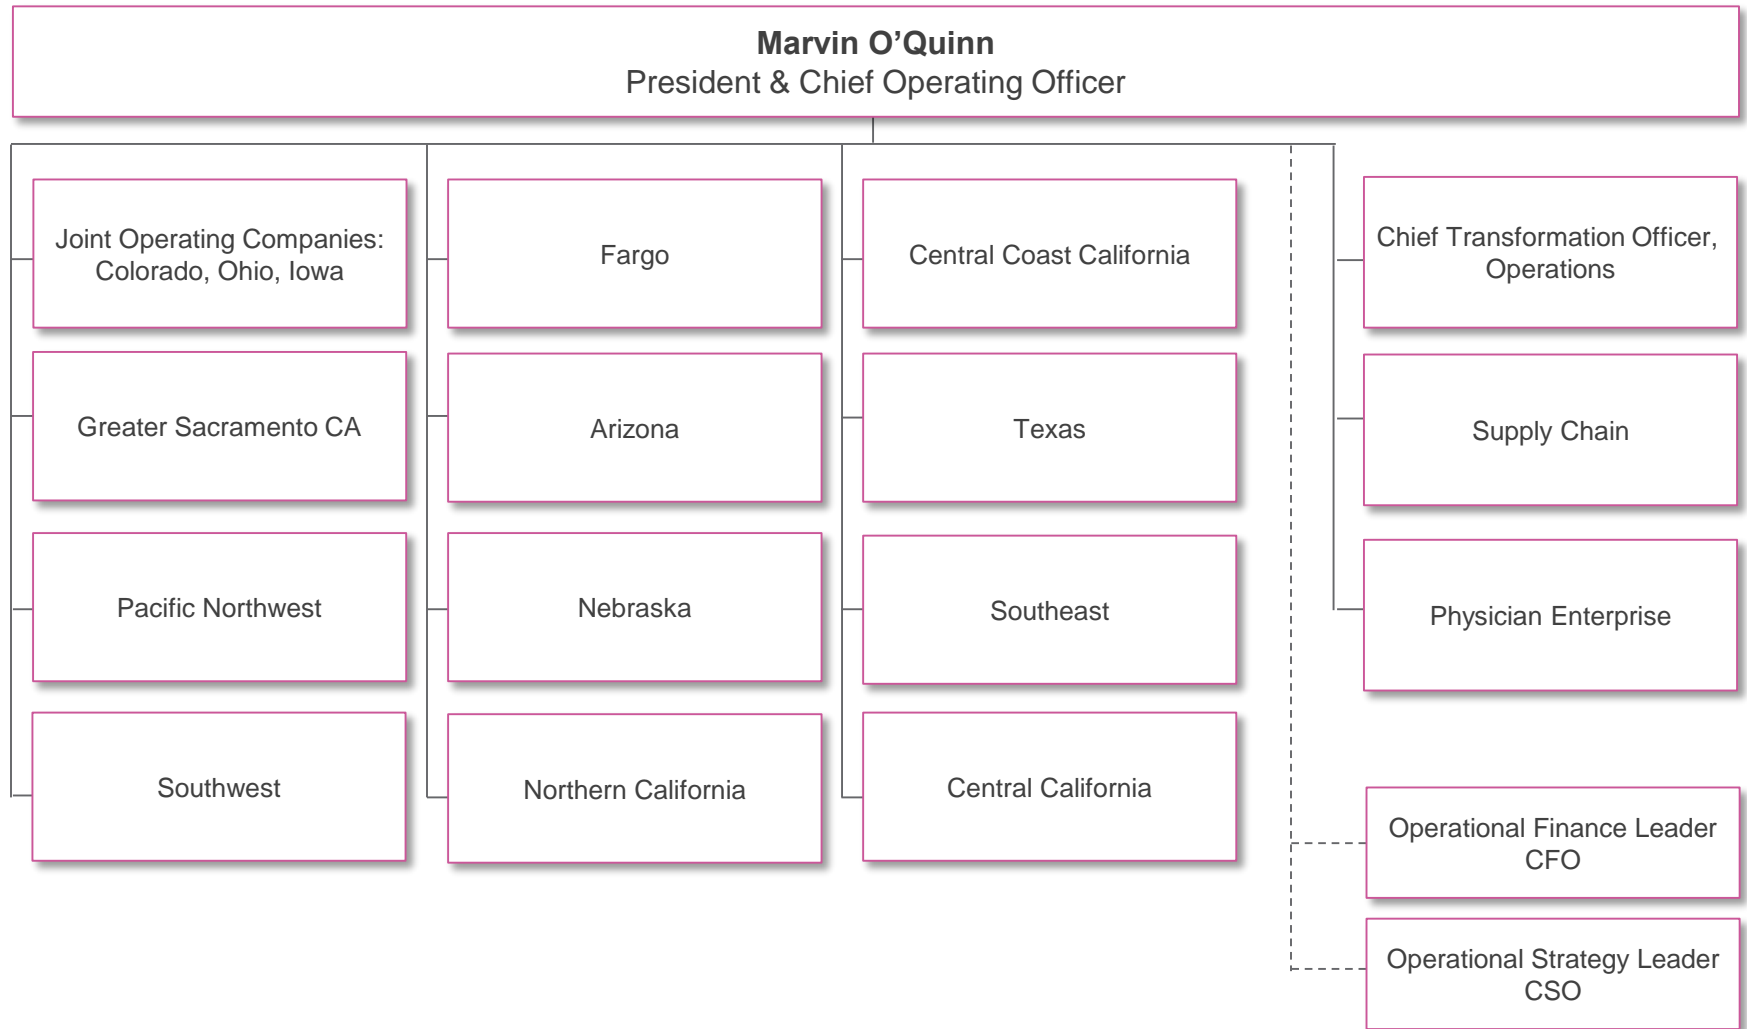 Marvin O’Quinn
President & Chief Operating Officer
Joint Operating Companies:
Colorado, Ohio, Iowa
Fargo
Central Coast California
Chief Transformation Officer,
Operations
Greater Sacramento CA
Arizona
Texas
Supply Chain
Pacific Northwest
Nebraska
Southeast
Physician Enterprise
Southwest
Northern California
Central California
Operational Finance Leader
CFO
Operational Strategy Leader
CSO